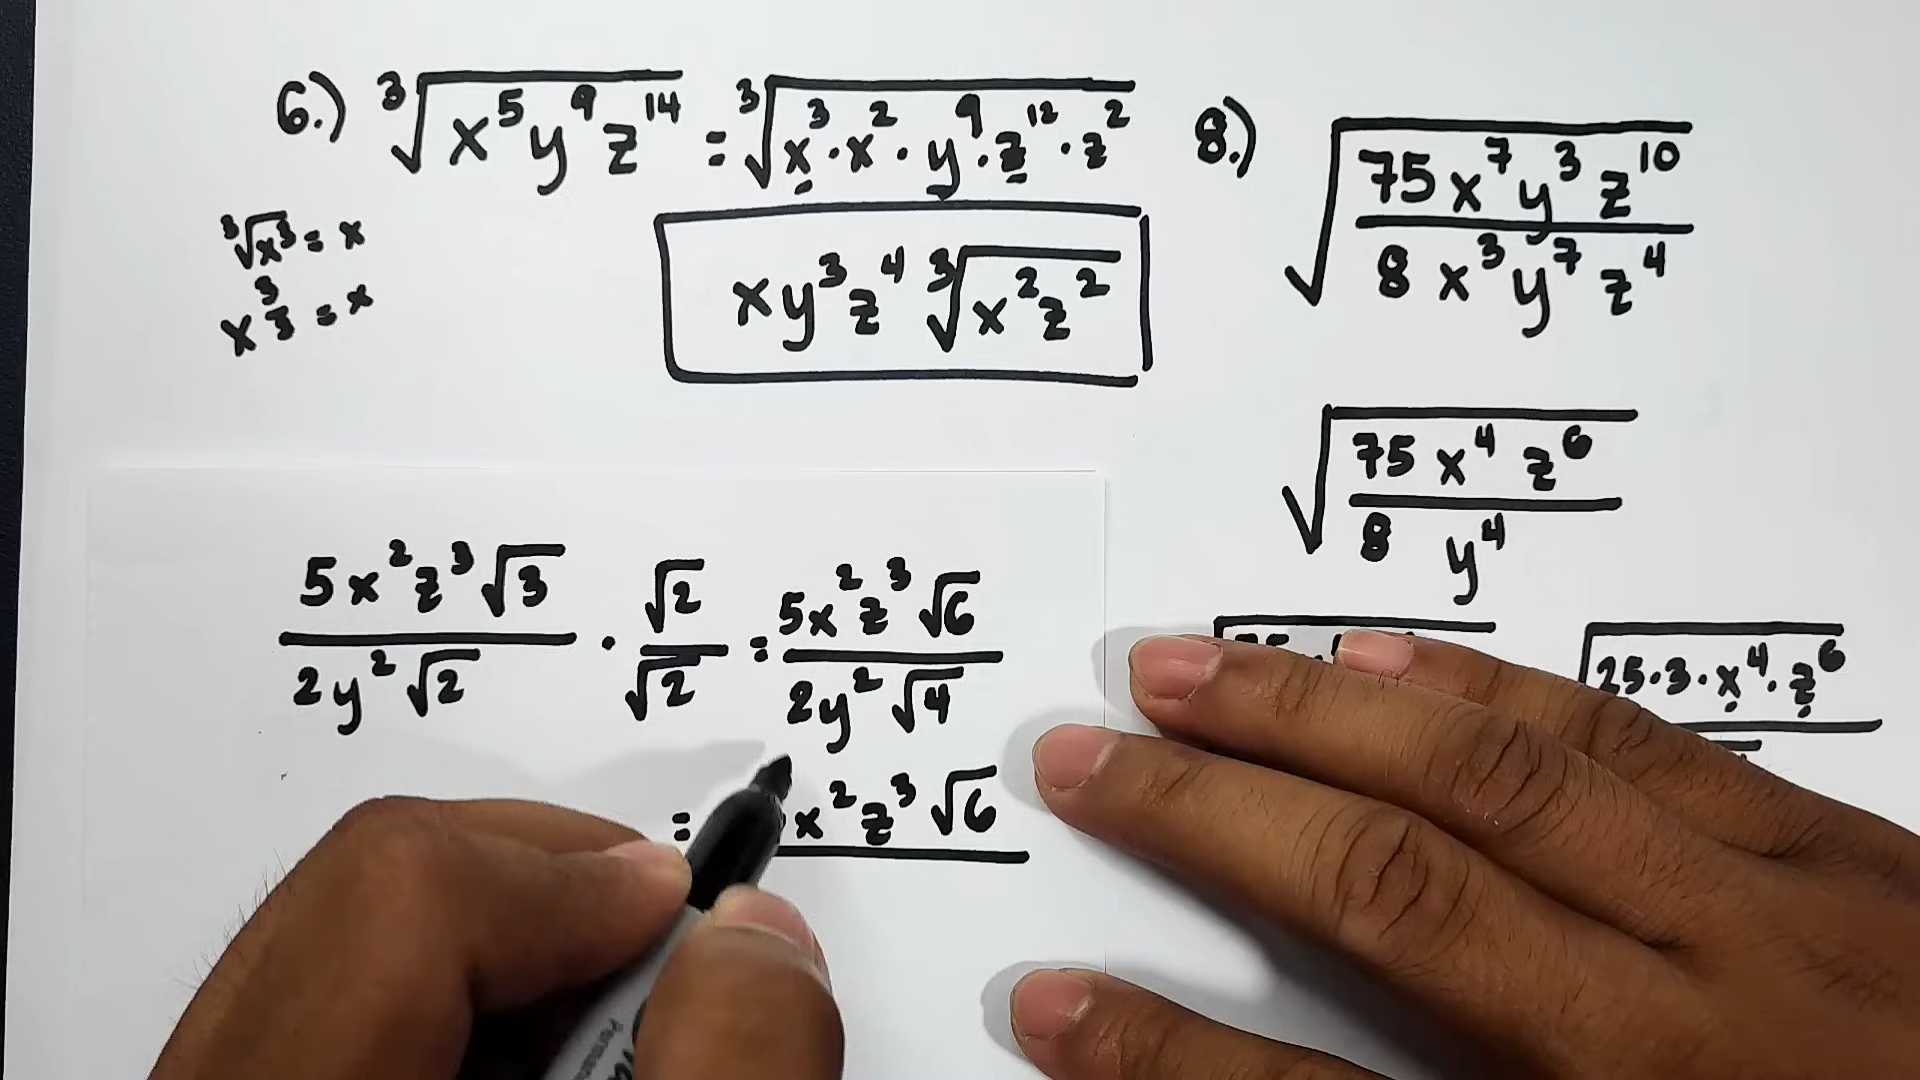 6.) ∛(x⁵y⁹z¹⁴) = ∛(x³·x²·y⁹·z¹²·z²)
∛x³ = x
x^(3/3) = x
xy³z⁴ ∛(x²z²)
8.) √(75x⁷y³z¹⁰ / 8x³y⁷z⁴)
√(75x⁴z⁶ / 8y⁴)
√(25·3·x⁴·z⁶
5x²z³√3 / 2y²√2 · √2/√2 = 5x²z³√6 / 2y²√4
= x²z³√6